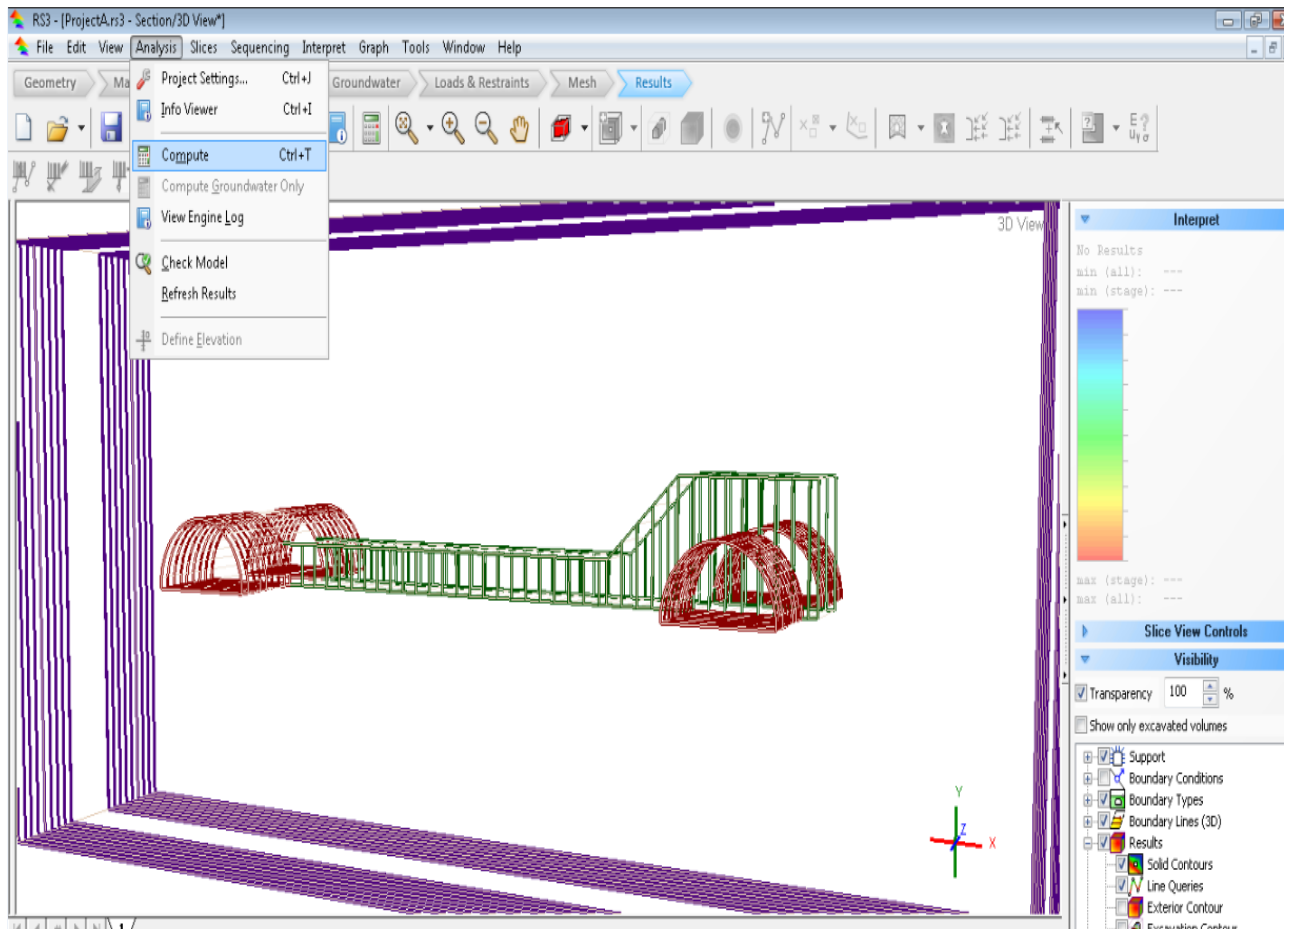 RS3 - [ProjectA.rs3 - Section/3D View*]
File Edit View Analysis Slices Sequencing Interpret Graph Tools Window Help
Geometry Ma Groundwater Loads & Restraints Mesh Results
Project Settings... Ctrl+J
Info Viewer Ctrl+I
Compute Ctrl+T
Compute Groundwater Only
View Engine Log
Check Model
Refresh Results
Define Elevation
3D View
Y
Z
X
1
Interpret
No Results
min (all): ---
min (stage): ---
max (stage): ---
max (all): ---
Slice View Controls
Visibility
Transparency 100 %
Show only excavated volumes
Support
Boundary Conditions
Boundary Types
Boundary Lines (3D)
Results
Solid Contours
Line Queries
Exterior Contour
Excavation Contour